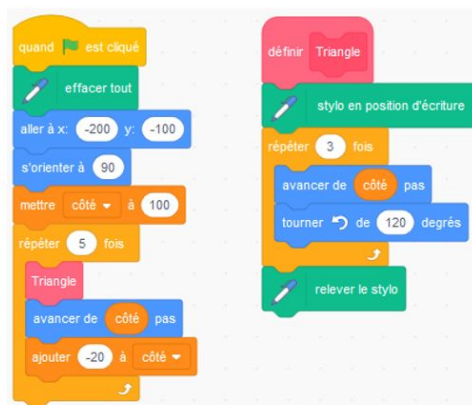 quand est cliqué
effacer tout
aller à x: -200 y: -100
s'orienter à 90
mettre côté à 100
répéter 5 fois
Triangle
avancer de côté pas
ajouter -20 à côté
définir Triangle
stylo en position d'écriture
répéter 3 fois
avancer de côté pas
tourner de 120 degrés
relever le stylo